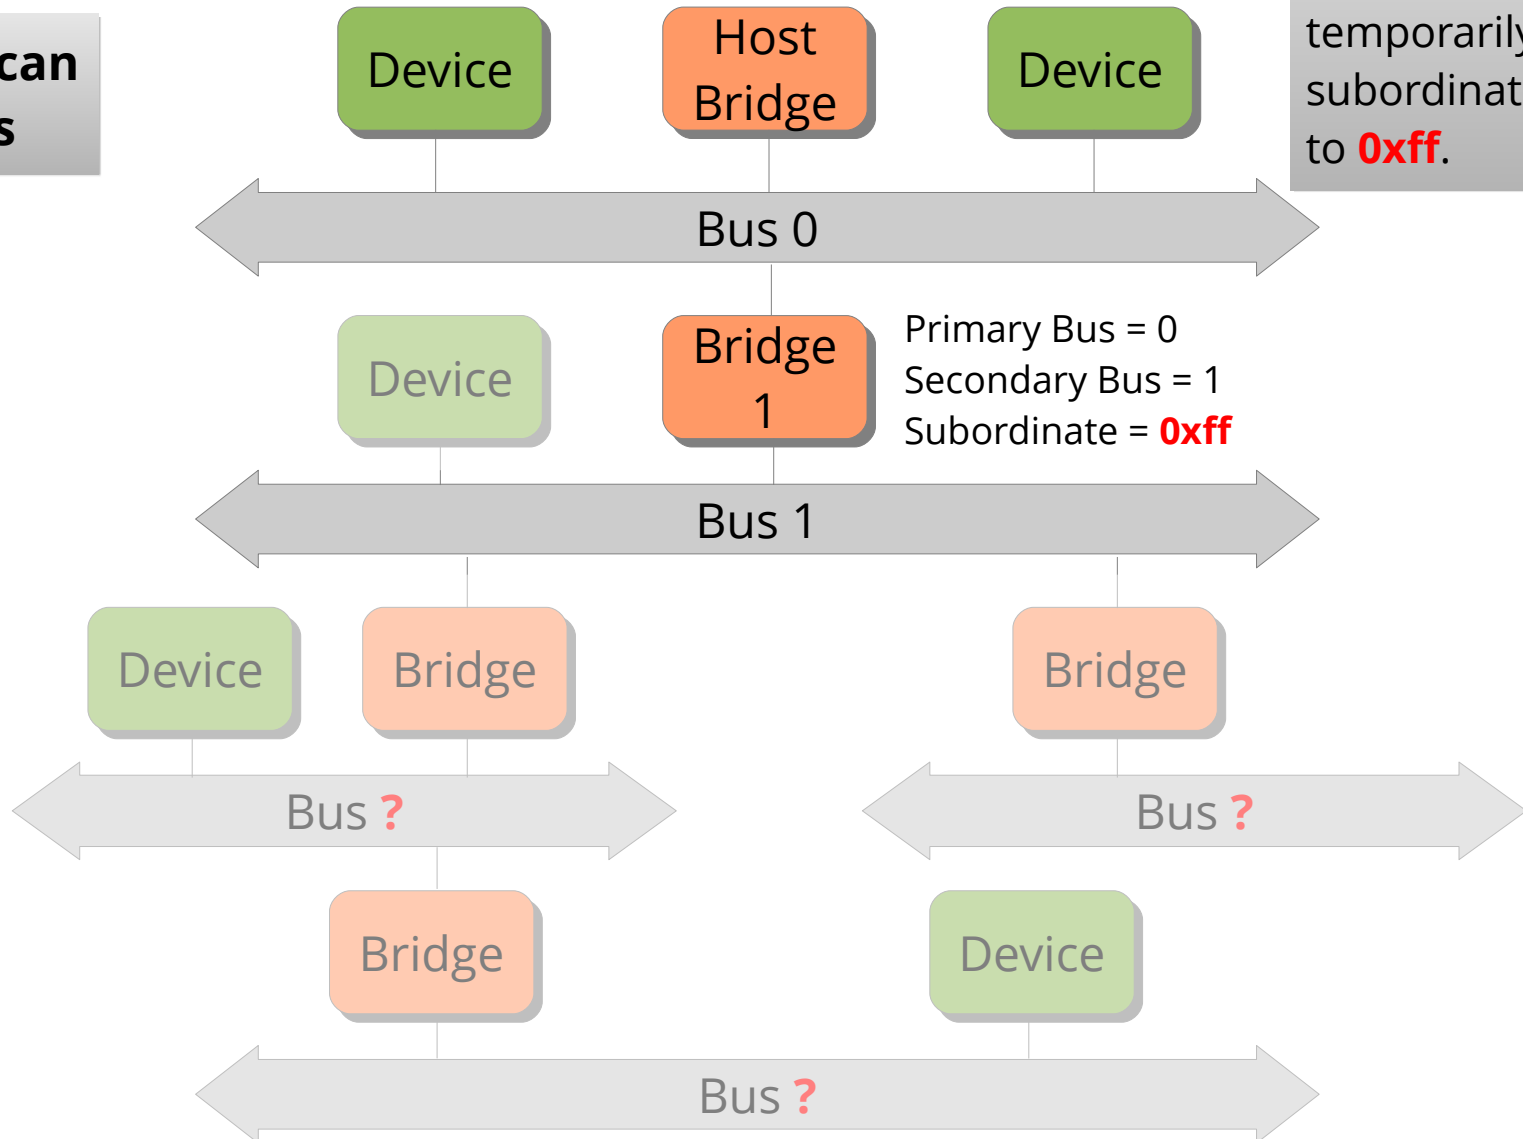 can
s
temporarily
subordinat
to 0xff.
Device
Host
Bridge
Device
Bus 0
Device
Bridge
1
Primary Bus = 0
Secondary Bus = 1
Subordinate = 0xff
Bus 1
Device
Bridge
Bridge
Bus ?
Bus ?
Bridge
Device
Bus ?